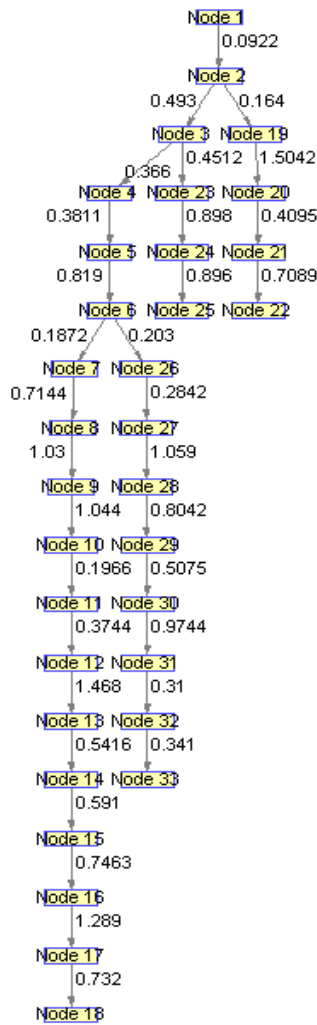 Node 1
0.0922
Node 2
0.493 0.164
Node 3 Node 19
0.366 0.4512 1.5042
Node 4 Node 23 Node 20
0.3811 0.898 0.4095
Node 5 Node 24 Node 21
0.819 0.896 0.7089
Node 6 Node 25 Node 22
0.1872 0.203
Node 7 Node 26
0.7144 0.2842
Node 8 Node 27
1.03 1.059
Node 9 Node 28
1.044 0.8042
Node 10 Node 29
0.1966 0.5075
Node 11 Node 30
0.3744 0.9744
Node 12 Node 31
1.468 0.31
Node 13 Node 32
0.5416 0.341
Node 14 Node 33
0.591
Node 15
0.7463
Node 16
1.289
Node 17
0.732
Node 18